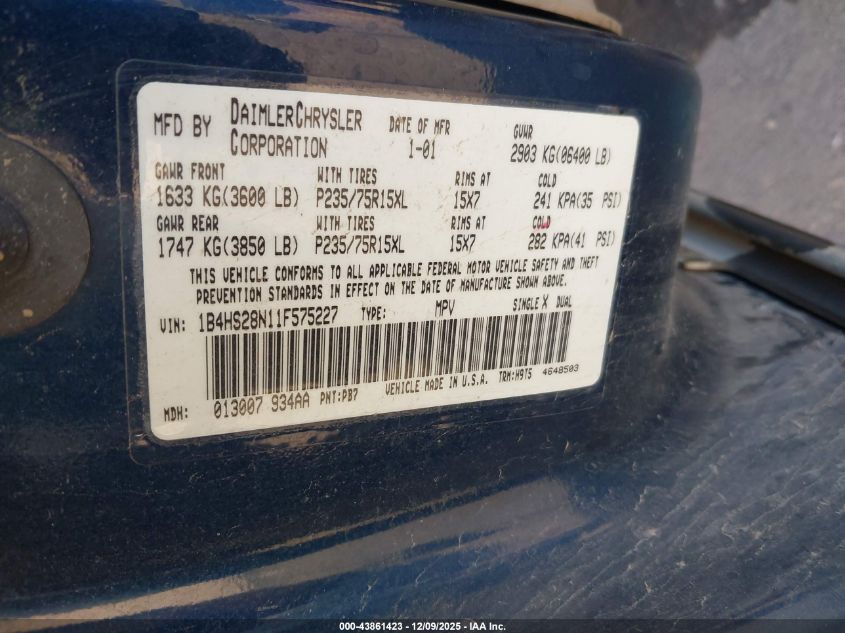 MFD BY DAIMLERCHRYSLER CORPORATION DATE OF MFR 1-01 GVWR 2903 KG(06400 LB)
GAWR FRONT WITH TIRES RIMS AT COLD
1633 KG(3600 LB) P235/75R15XL 15X7 241 KPA(35 PSI)
GAWR REAR WITH TIRES RIMS AT COLD
1747 KG(3850 LB) P235/75R15XL 15X7 282 KPA(41 PSI)
THIS VEHICLE CONFORMS TO ALL APPLICABLE FEDERAL MOTOR VEHICLE SAFETY AND THEFT
PREVENTION STANDARDS IN EFFECT ON THE DATE OF MANUFACTURE SHOWN ABOVE.
VIN: 1B4HS28N11F575227 TYPE: MPV SINGLE X DUAL
MDH: 013007 934AA PNT:PB7 VEHICLE MADE IN U.S.A. TRM:H9T5 4648503
000-43861423 - 12/09/2025 - IAA Inc.